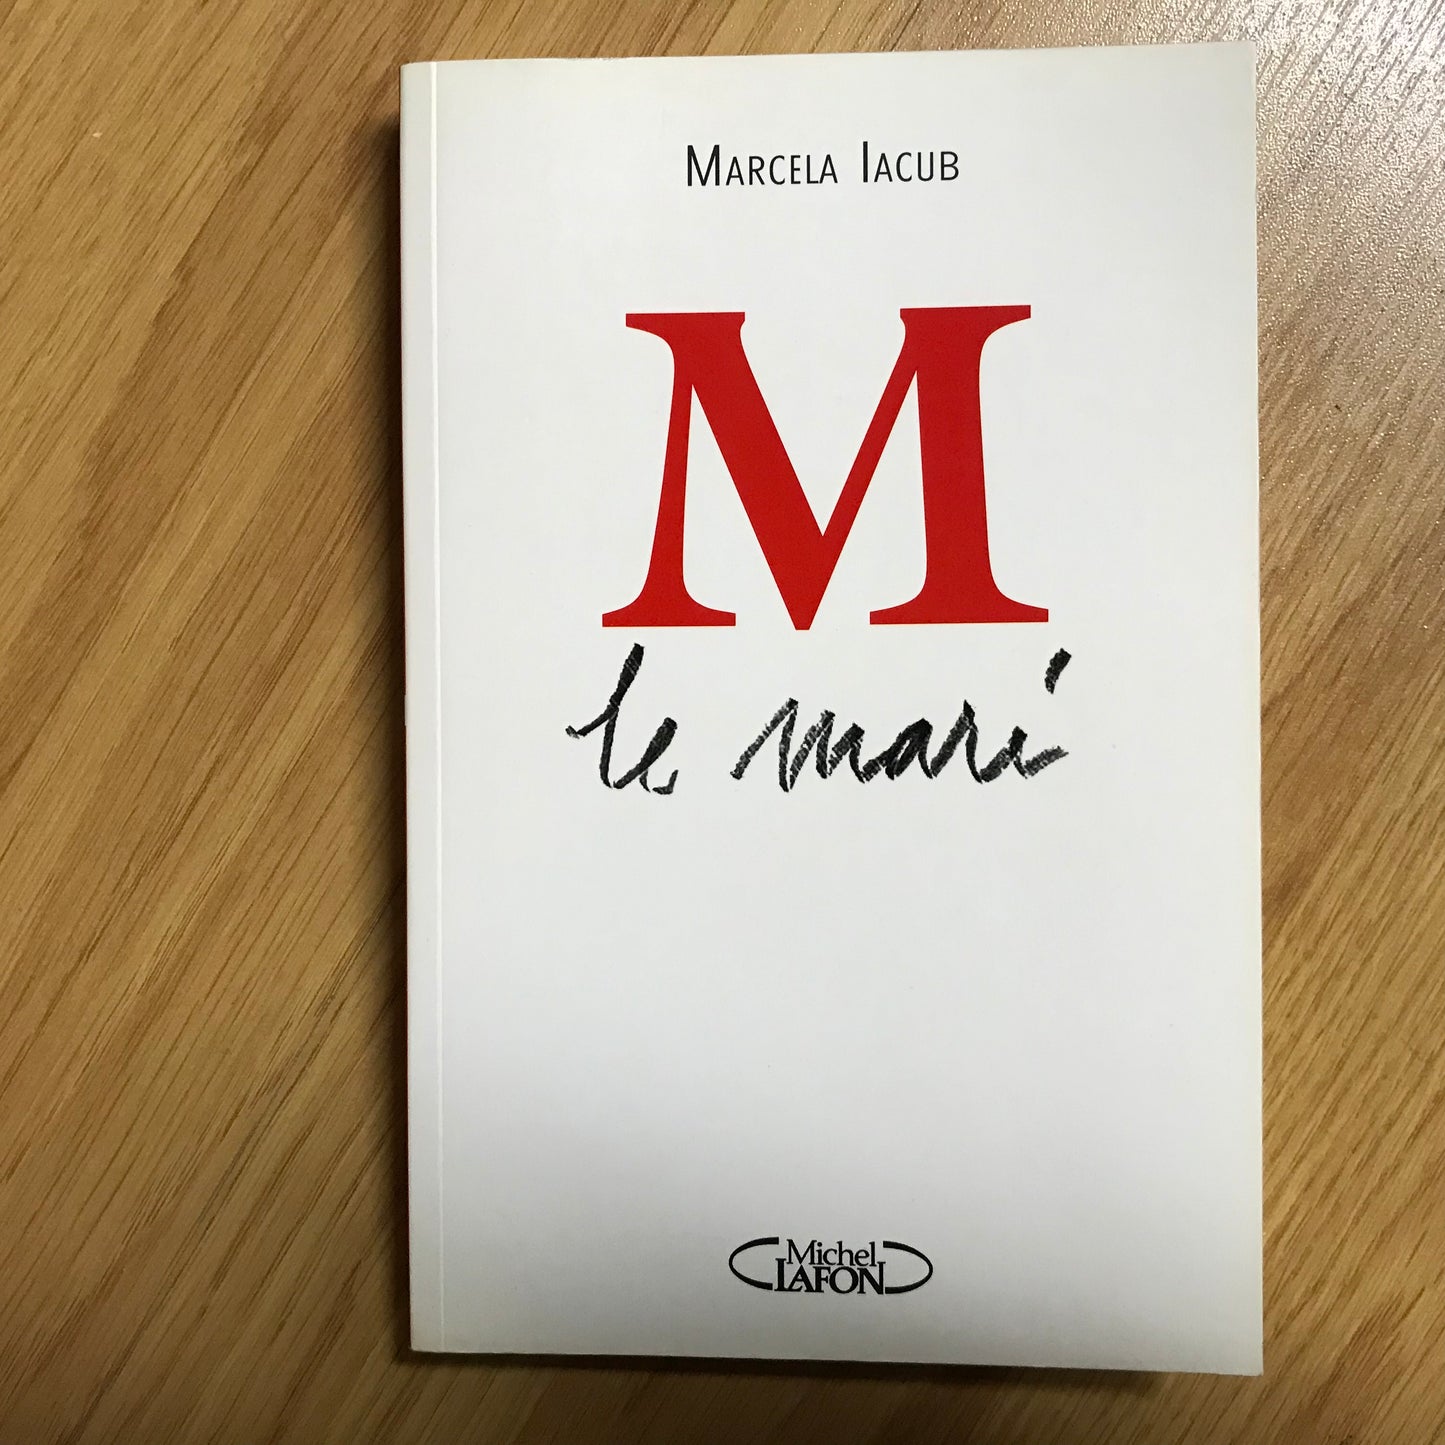 Marcela Iacub
M
le mari
Michel
LAFON